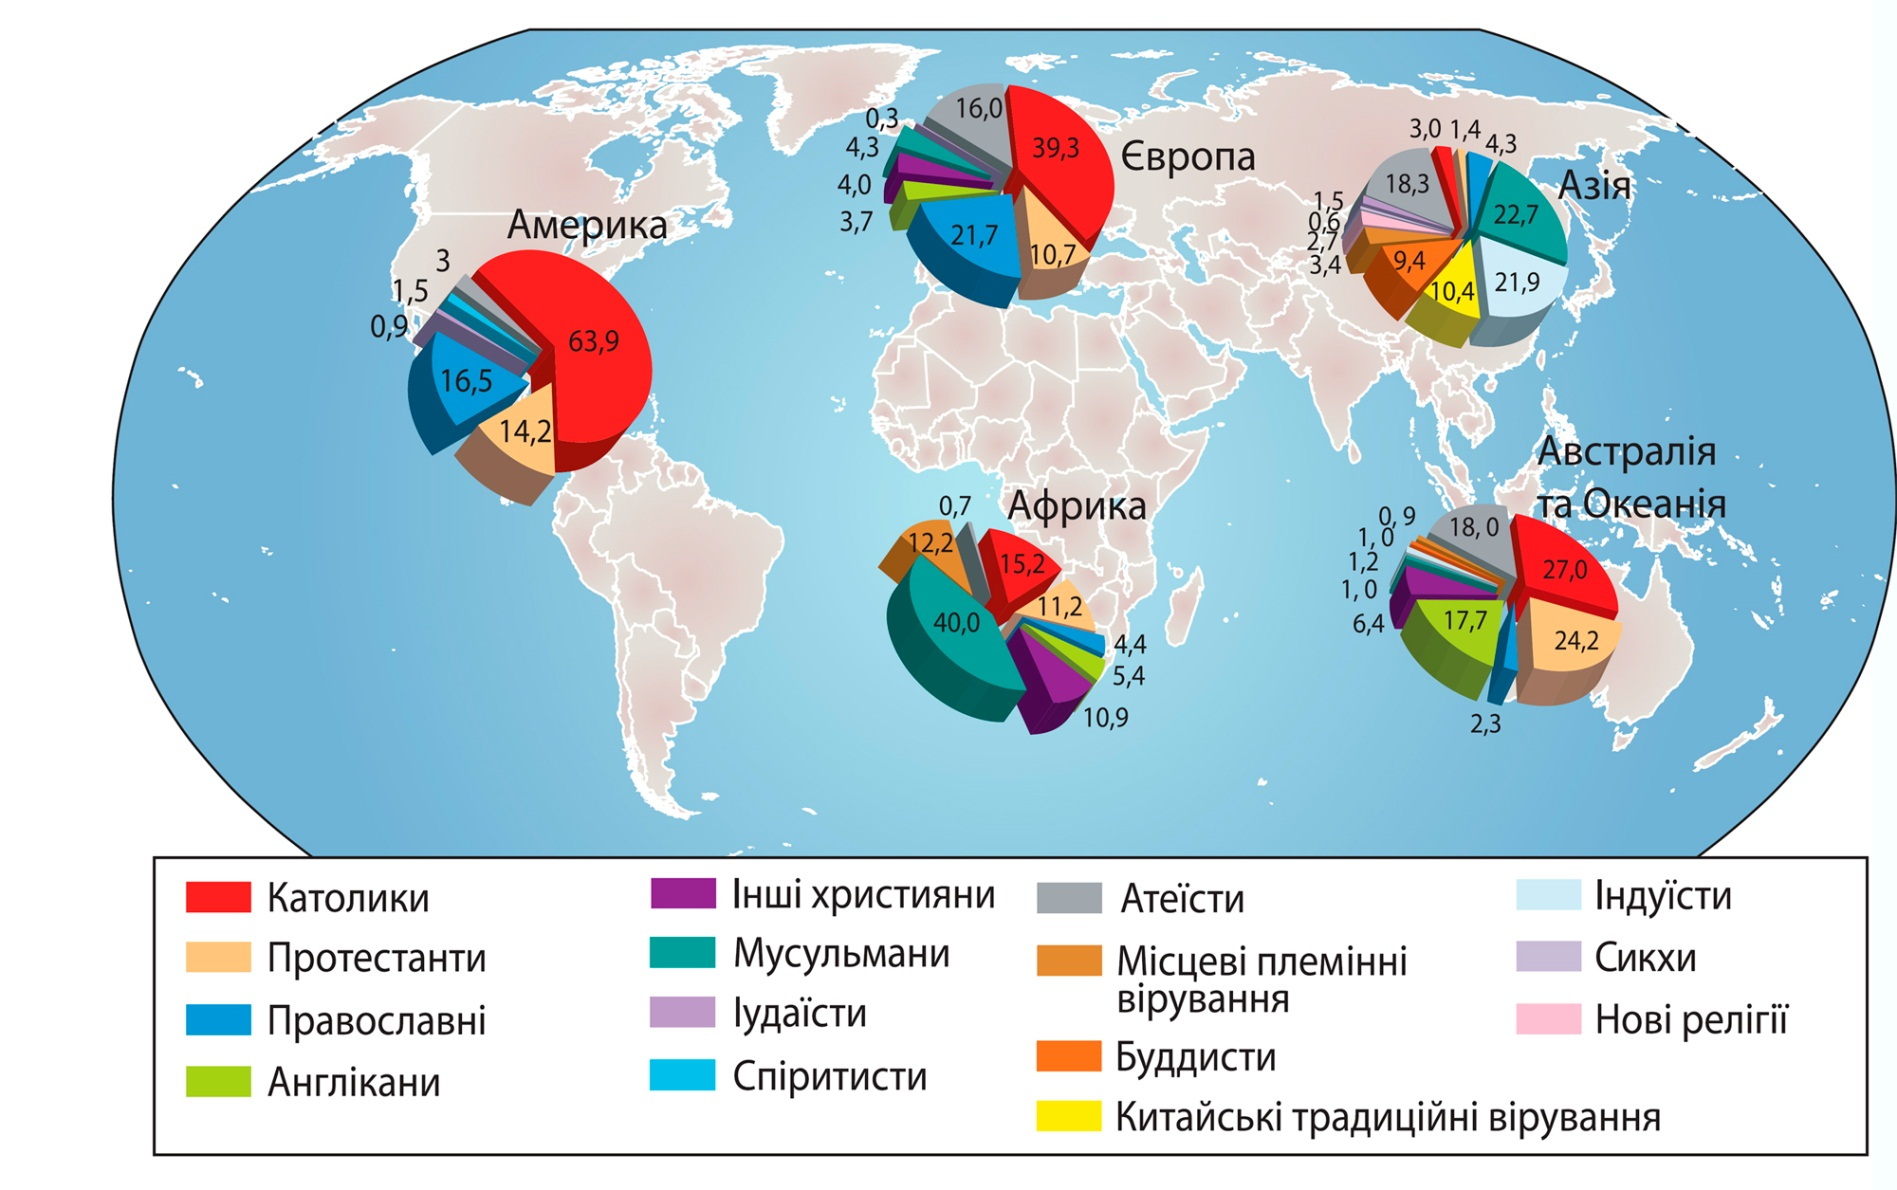 Америка
3
1,5
0,9
63,9
16,5
14,2
Європа
16,0
0,3
4,3
4,0
3,7
39,3
21,7
10,7
Азія
3,0
1,4
4,3
18,3
22,7
1,5
0,6
2,7
3,4
9,4
10,4
21,9
Африка
0,7
12,2
15,2
11,2
40,0
4,4
5,4
10,9
Австралія
та Океанія
0,9
18,0
1,0
1,2
1,0
6,4
27,0
17,7
24,2
2,3
Католики
Протестанти
Православні
Англікани
Інші християни
Мусульмани
Іудаїсти
Спіритисти
Атеїсти
Місцеві племінні
вірування
Буддисти
Китайські традиційні вірування
Індуїсти
Сикхи
Нові релігії